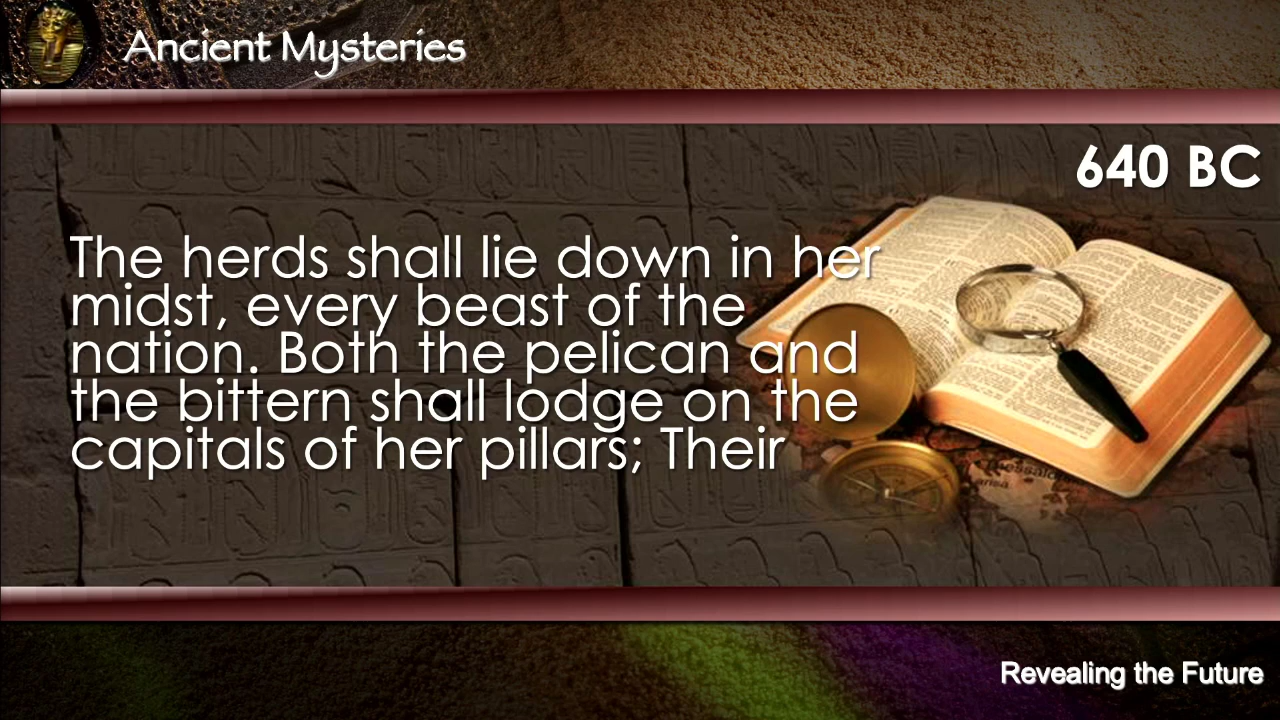 Ancient Mysteries
640 BC
The herds shall lie down in her
midst, every beast of the
nation. Both the pelican and
the bittern shall lodge on the
capitals of her pillars; Their
Revealing the Future